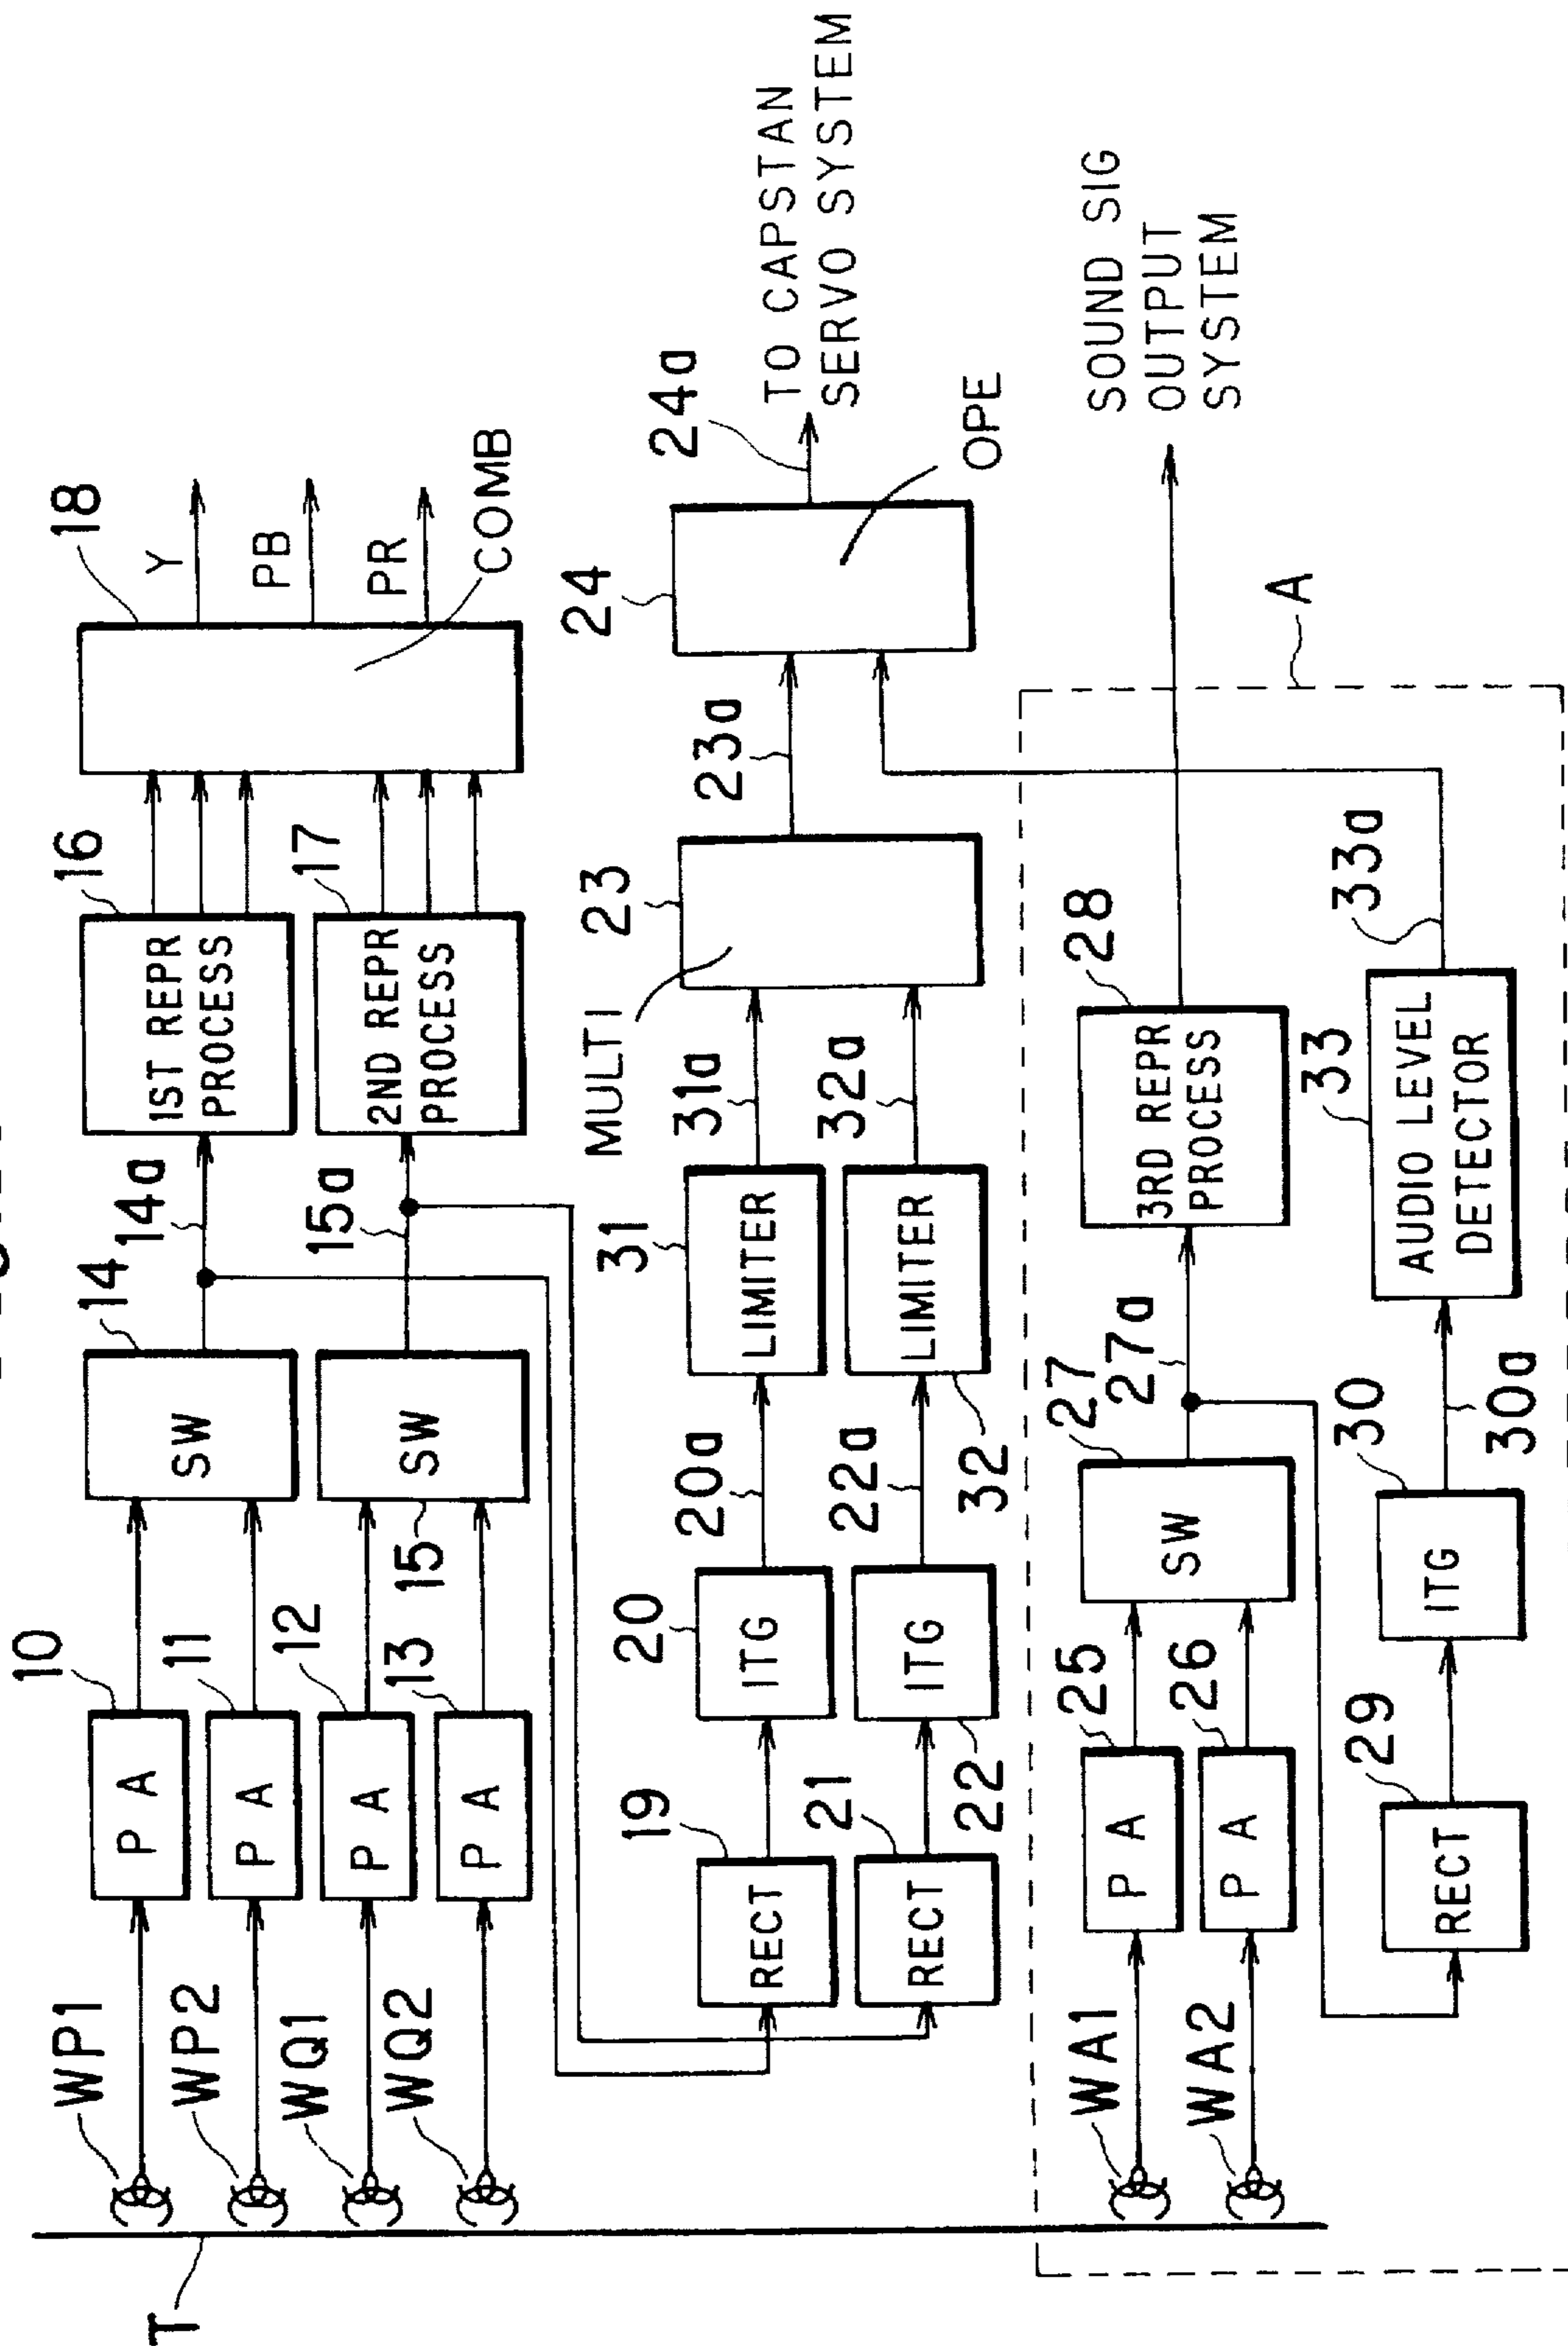 WP1
10
P A
WP2
11
P A
WQ1
12
P A
WQ2
13
P A
T
14
SW
14a
15
SW
15a
16
1ST REPR
PROCESS
17
2ND REPR
PROCESS
18
COMB
Y
PB
PR
19
RECT
20
ITG
20a
31
LIMITER
31a
21
RECT
22
ITG
22a
32
LIMITER
32a
MULTI
23
23a
24
OPE
24a
TO CAPSTAN
SERVO SYSTEM
A
WA1
25
P A
WA2
26
P A
27
SW
27a
28
3RD REPR
PROCESS
SOUND SIG
OUTPUT
SYSTEM
29
RECT
30
ITG
30a
33
AUDIO LEVEL
DETECTOR
33a